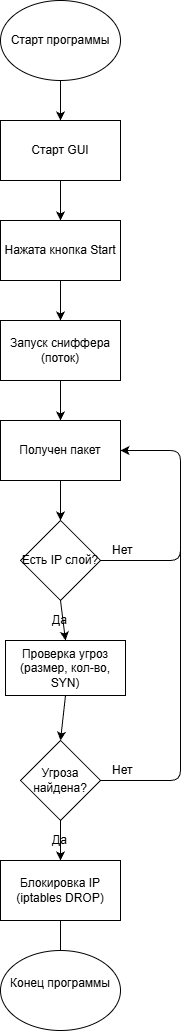 Старт программы
Старт GUI
Нажата кнопка Start
Запуск сниффера
(поток)
Получен пакет
Есть IP слой?
Нет
Да
Проверка угроз
(размер, кол-во,
SYN)
Угроза
найдена?
Нет
Да
Блокировка IP
(iptables DROP)
Конец программы